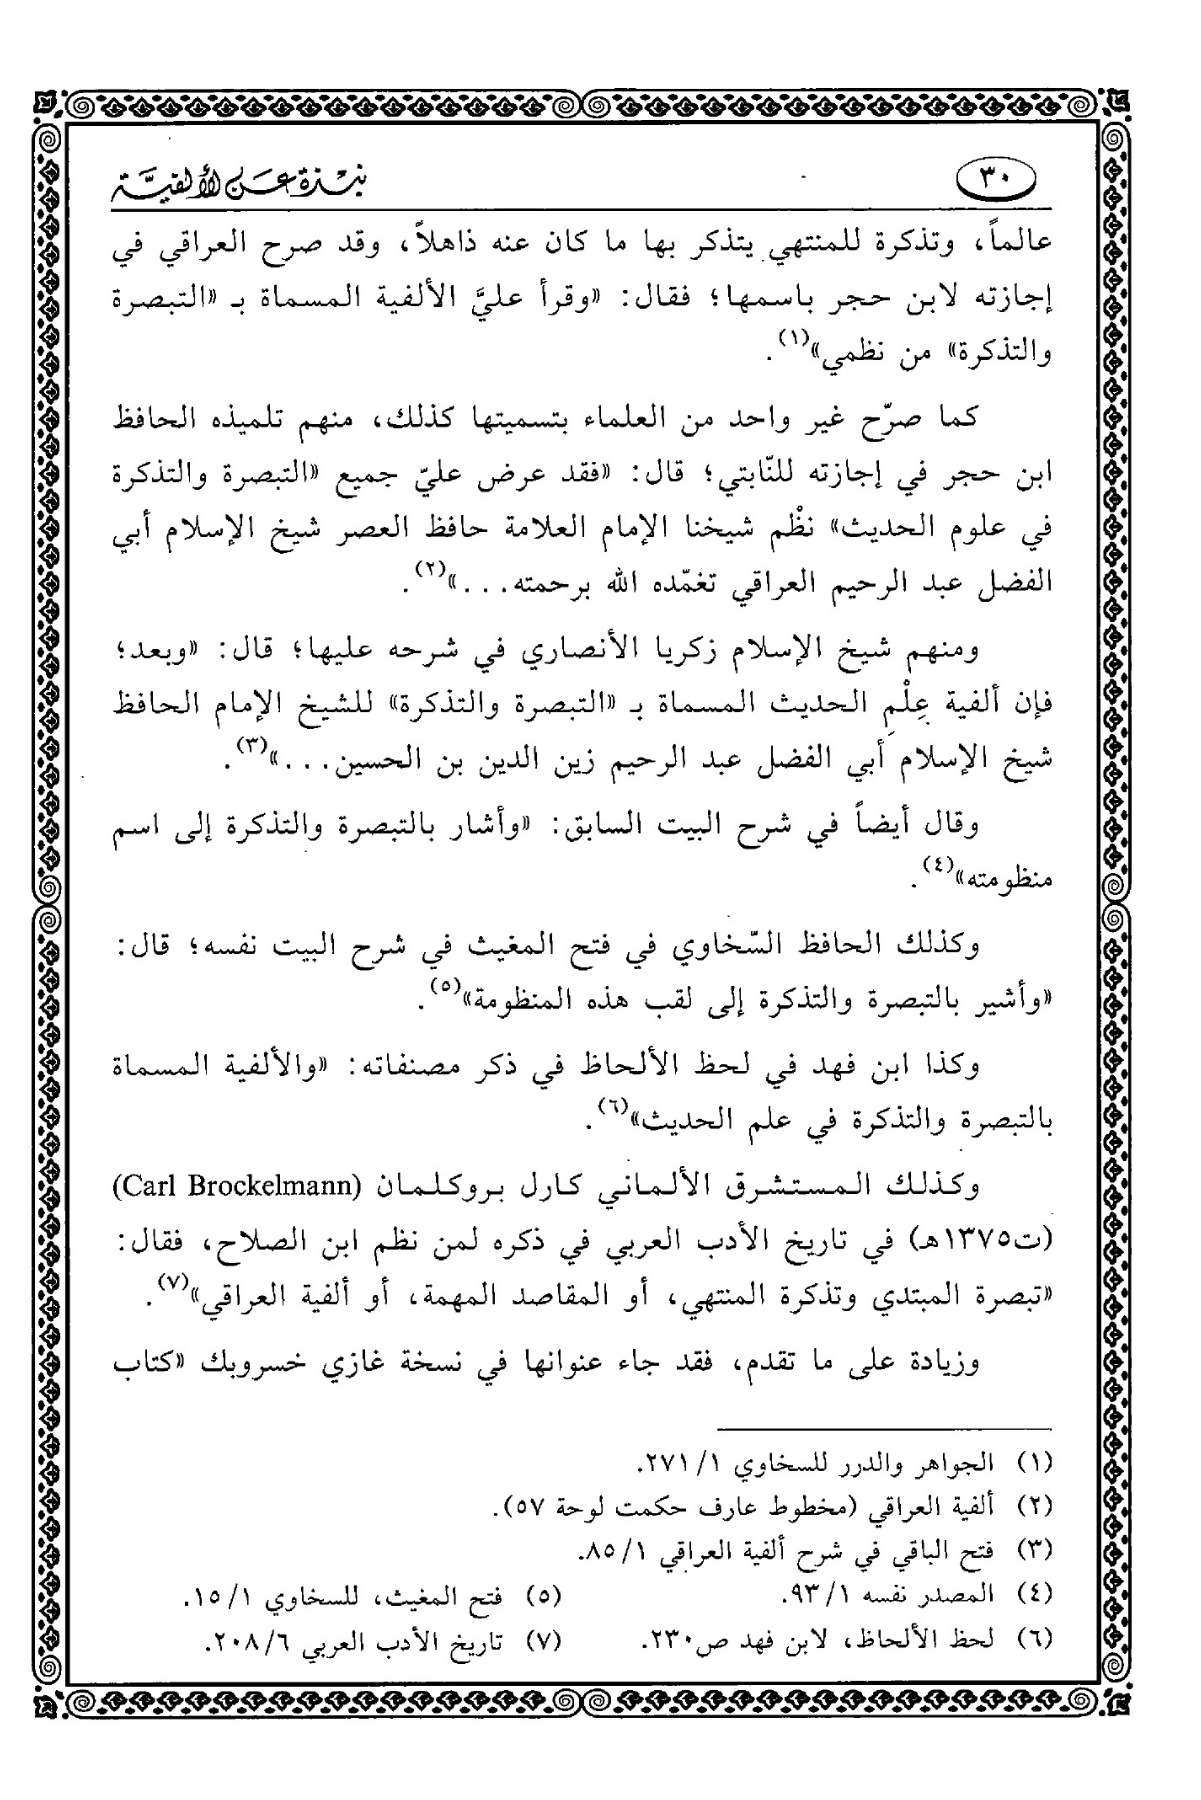 ٣٠
نبذة عن الألفية
عالماً، وتذكرة للمنتهي يتذكر بها ما كان عنه ذاهلاً، وقد صرح العراقي في
إجازته لابن حجر باسمها؛ فقال: «وقرأ عليَّ الألفية المسماة بـ «التبصرة
والتذكرة» من نظمي»(١).
كما صرّح غير واحد من العلماء بتسميتها كذلك، منهم تلميذه الحافظ
ابن حجر في إجازته للنّابتي؛ قال: «فقد عرض عليّ جميع «التبصرة والتذكرة
في علوم الحديث» نظْم شيخنا الإمام العلامة حافظ العصر شيخ الإسلام أبي
الفضل عبد الرحيم العراقي تغمّده الله برحمته...»(٢).
ومنهم شيخ الإسلام زكريا الأنصاري في شرحه عليها؛ قال: «وبعد؛
فإن ألفية عِلْمِ الحديث المسماة بـ «التبصرة والتذكرة» للشيخ الإمام الحافظ
شيخ الإسلام أبي الفضل عبد الرحيم زين الدين بن الحسين...»(٣).
وقال أيضاً في شرح البيت السابق: «وأشار بالتبصرة والتذكرة إلى اسم
منظومته»(٤).
وكذلك الحافظ السّخاوي في فتح المغيث في شرح البيت نفسه؛ قال:
«وأشير بالتبصرة والتذكرة إلى لقب هذه المنظومة»(٥).
وكذا ابن فهد في لحظ الألحاظ في ذكر مصنفاته: «والألفية المسماة
بالتبصرة والتذكرة في علم الحديث»(٦).
وكذلك المستشرق الألماني كارل بروكلمان (Carl Brockelmann)
(ت١٣٧٥هـ) في تاريخ الأدب العربي في ذكره لمن نظم ابن الصلاح، فقال:
«تبصرة المبتدي وتذكرة المنتهي، أو المقاصد المهمة، أو ألفية العراقي»(٧).
وزيادة على ما تقدم، فقد جاء عنوانها في نسخة غازي خسروبك «كتاب
(١) الجواهر والدرر للسخاوي ١/ ٢٧١.
(٢) ألفية العراقي (مخطوط عارف حكمت لوحة ٥٧).
(٣) فتح الباقي في شرح ألفية العراقي ١/ ٨٥.
(٤) المصدر نفسه ١/ ٩٣.
(٥) فتح المغيث، للسخاوي ١/ ١٥.
(٦) لحظ الألحاظ، لابن فهد ص٢٣٠.
(٧) تاريخ الأدب العربي ٦/ ٢٠٨.